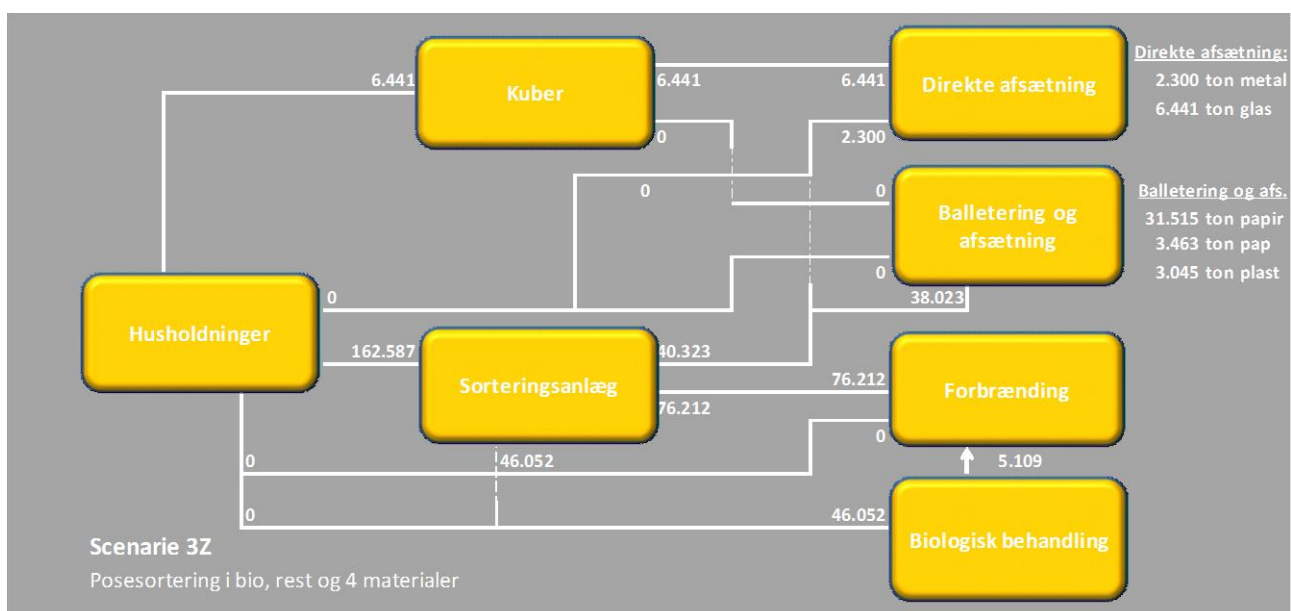 6.441
Kuber
6.441
0
6.441
2.300
Direkte afsætning
Direkte afsætning:
2.300 ton metal
6.441 ton glas
0
0
0
Balletering og
afsætning
Balletering og afs.
31.515 ton papir
3.463 ton pap
3.045 ton plast
38.023
Husholdninger
0
162.587
Sorteringsanlæg
40.323
76.212
76.212
0
Forbrænding
0
46.052
5.109
0
46.052
Biologisk behandling
Scenarie 3Z
Posesortering i bio, rest og 4 materialer